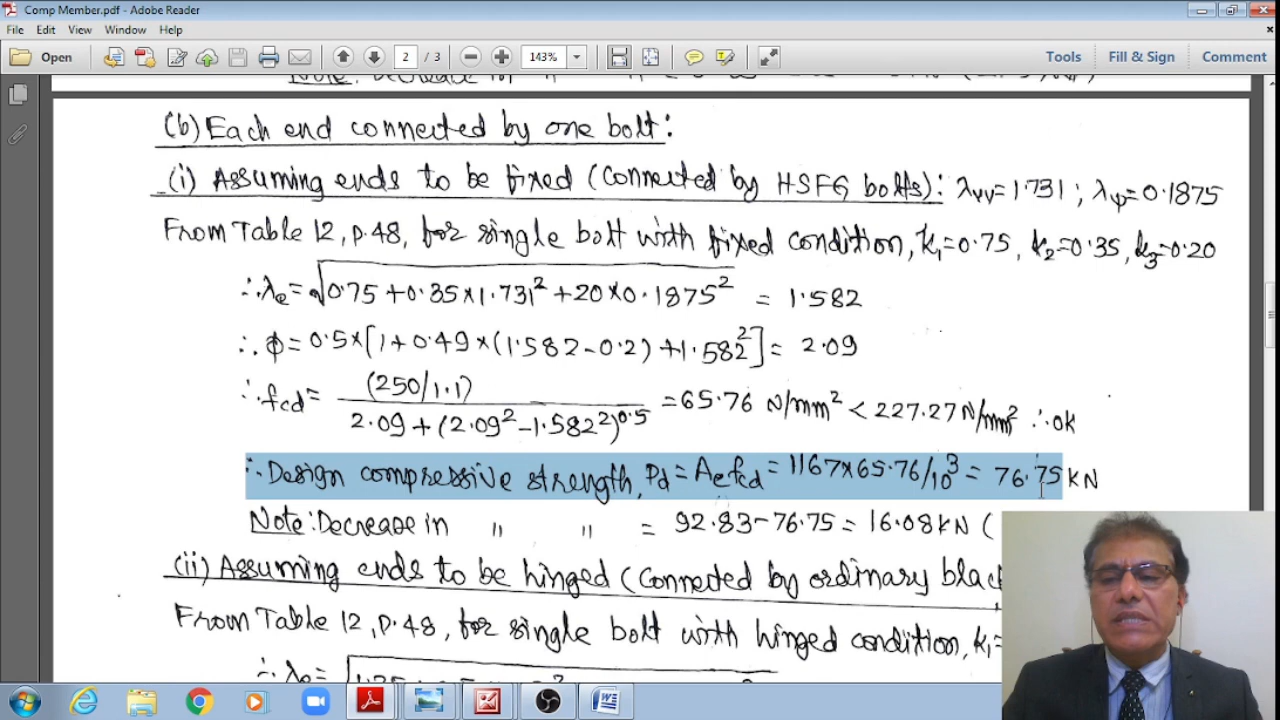 Comp Member.pdf - Adobe Reader
File Edit View Window Help
Open 2 / 3 143% Tools Fill & Sign Comment
(b) Each end connected by one bolt:
(i) Assuming ends to be fixed (Connected by HSFG bolts): λvv=1.731 ; λφ=0.1875
From Table 12, P.48, for single bolt with fixed condition, k1=0.75, k2=0.35, k3=0.20
∴λe= √0.75+0.35×1.731²+20×0.1875² = 1.582
∴ φ= 0.5×[1+0.49×(1.582-0.2)+1.582²] = 2.09
∴fcd= (250/1.1) / 2.09+(2.09²-1.582²)^0.5 =65.76 N/mm² < 227.27N/mm² ∴OK
∴Design compressive strength, Pd = Aefcd = 1167×65.76/10³ = 76.75 KN
Note: Decrease in " " = 92.83-76.75 = 16.08KN (
(ii) Assuming ends to be hinged (Connected by ordinary blac
From Table 12, P.48, for single bolt with hinged condition, k1=